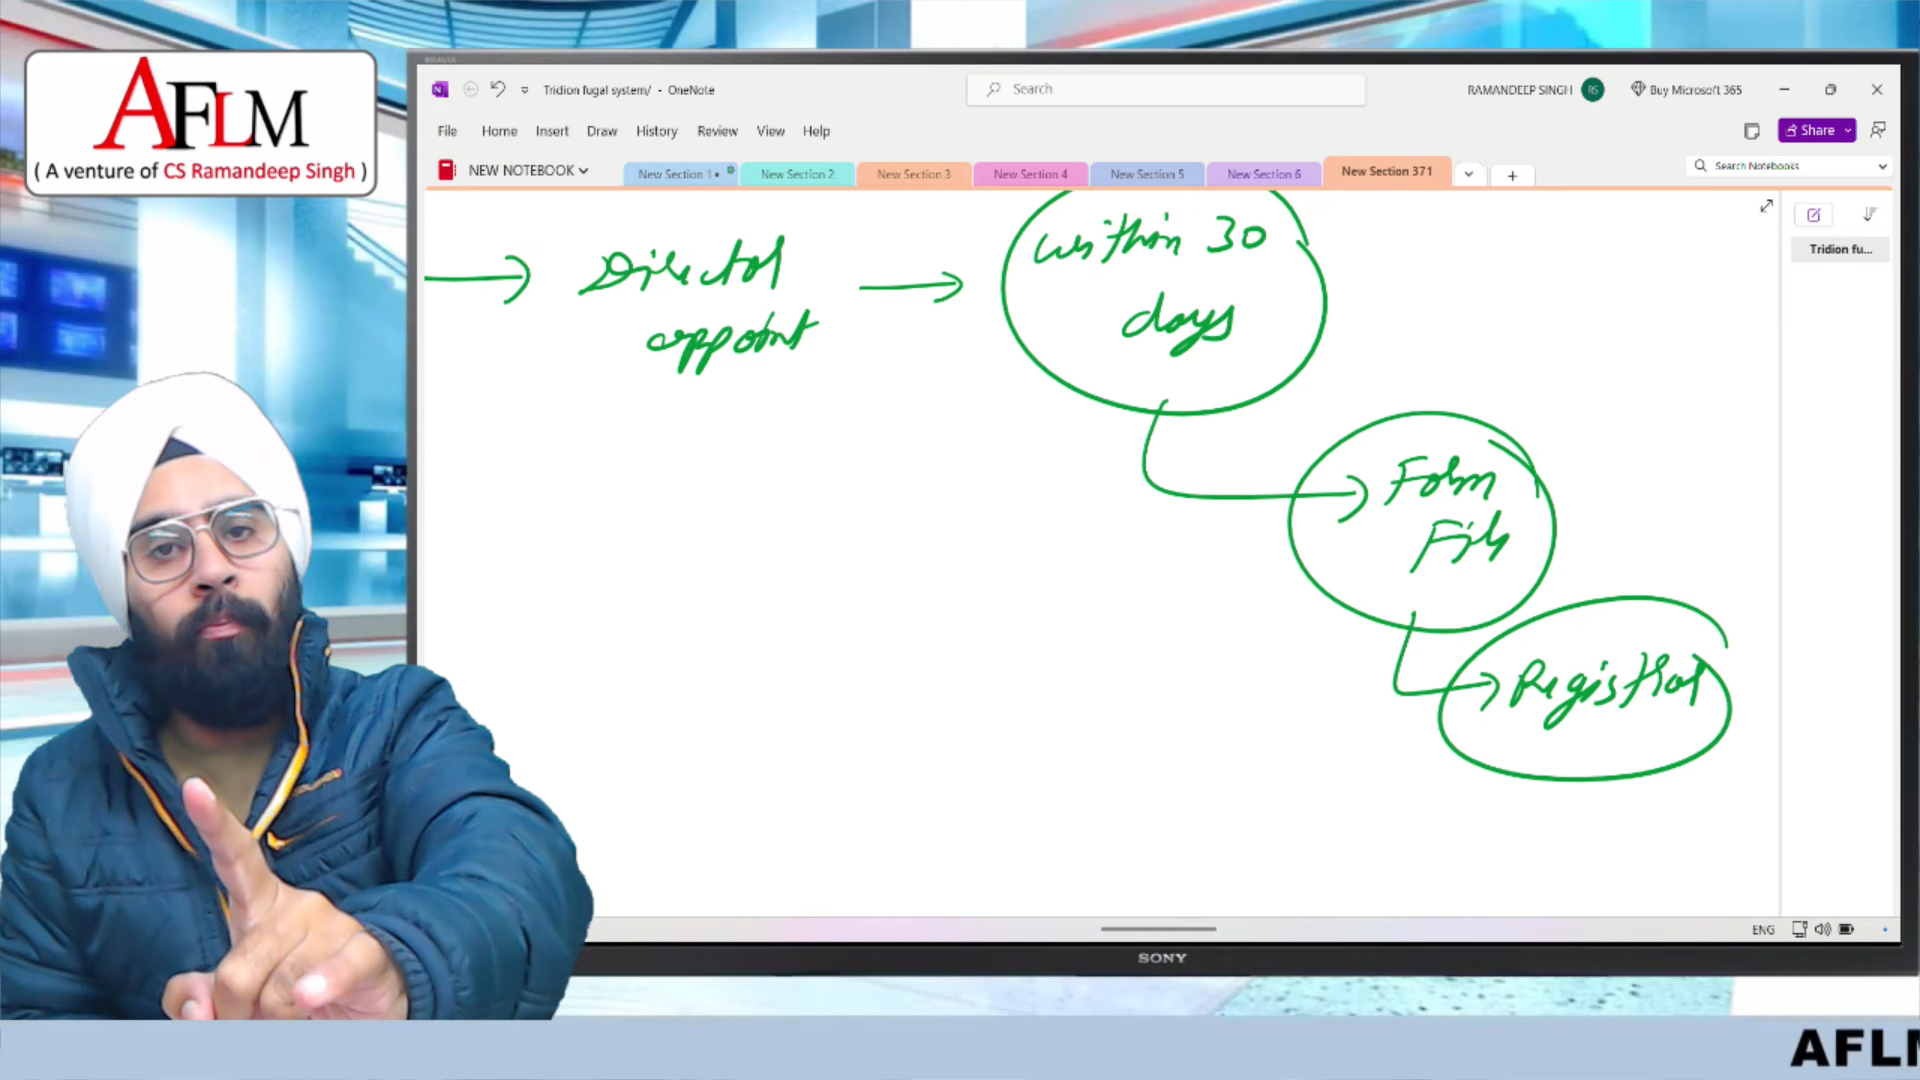 AFLM
( A venture of CS Ramandeep Singh )
BRAVIA
Tridion fugal system/ - OneNote
Search
RAMANDEEP SINGH
RS
Buy Microsoft 365
File Home Insert Draw History Review View Help
Share
NEW NOTEBOOK
New Section 1
New Section 2
New Section 3
New Section 4
New Section 5
New Section 6
New Section 371
Search Notebooks
Tridion fu...
Director
appoint
within 30
days
Form
File
Registrar
ENG
SONY
AFLM